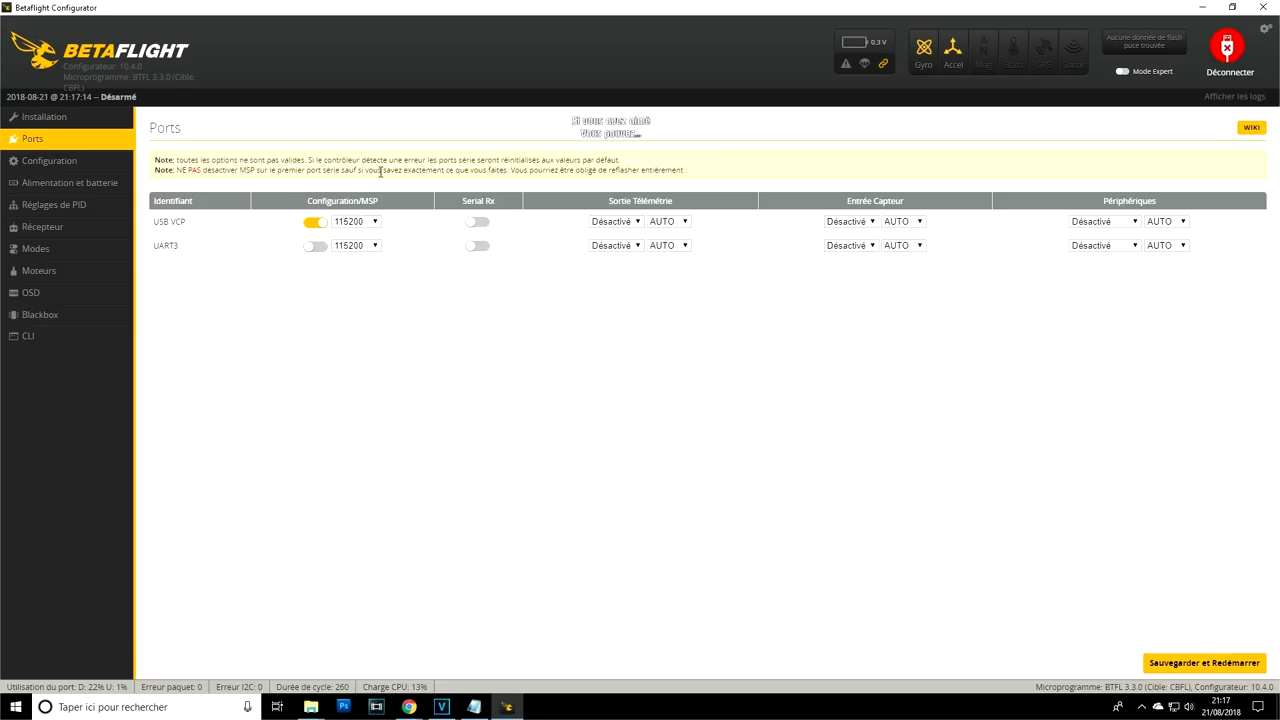 Betaflight Configurator
BETAFLIGHT
Configurateur: 10.4.0
Microprogramme: BTFL 3.3.0 (Cible:
CBFL)
0.3 V
Gyro
Accel
Mag
Baro
GPS
Sonar
Aucune donnée de flash
puce trouvée
Mode Expert
Déconnecter
2018-08-21 @ 21:17:14 -- Désarmé
Afficher les logs
Installation
Ports
Configuration
Alimentation et batterie
Réglages de PID
Récepteur
Modes
Moteurs
OSD
Blackbox
CLI
Ports
Si vous avez aimé
Vous pouvez...
WIKI
Note: toutes les options ne sont pas valides. Si le contrôleur détecte une erreur les ports série seront réinitialisés aux valeurs par défaut.
Note: NE PAS désactiver MSP sur le premier port série sauf si vous savez exactement ce que vous faites. Vous pourriez être obligé de reflasher entièrement .
Identifiant Configuration/MSP Serial Rx Sortie Télémétrie Entrée Capteur Périphériques
USB VCP 115200 Désactivé AUTO Désactivé AUTO Désactivé AUTO
UART3 115200 Désactivé AUTO Désactivé AUTO Désactivé AUTO
Sauvegarder et Redémarrer
Utilisation du port: D: 22% U: 1% Erreur paquet: 0 Erreur I2C: 0 Durée de cycle: 260 Charge CPU: 13% Microprogramme: BTFL 3.3.0 (Cible: CBFL), Configurateur: 10.4.0
Taper ici pour rechercher
21:17
21/08/2018